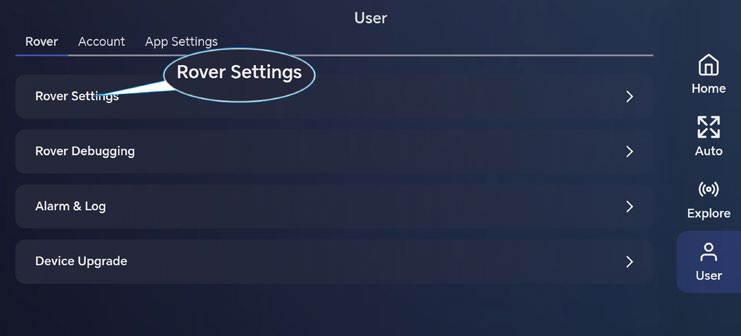 User
Rover Account App Settings
Rover Settings
Rover Settings
Rover Debugging
Alarm & Log
Device Upgrade
Home
Auto
Explore
User